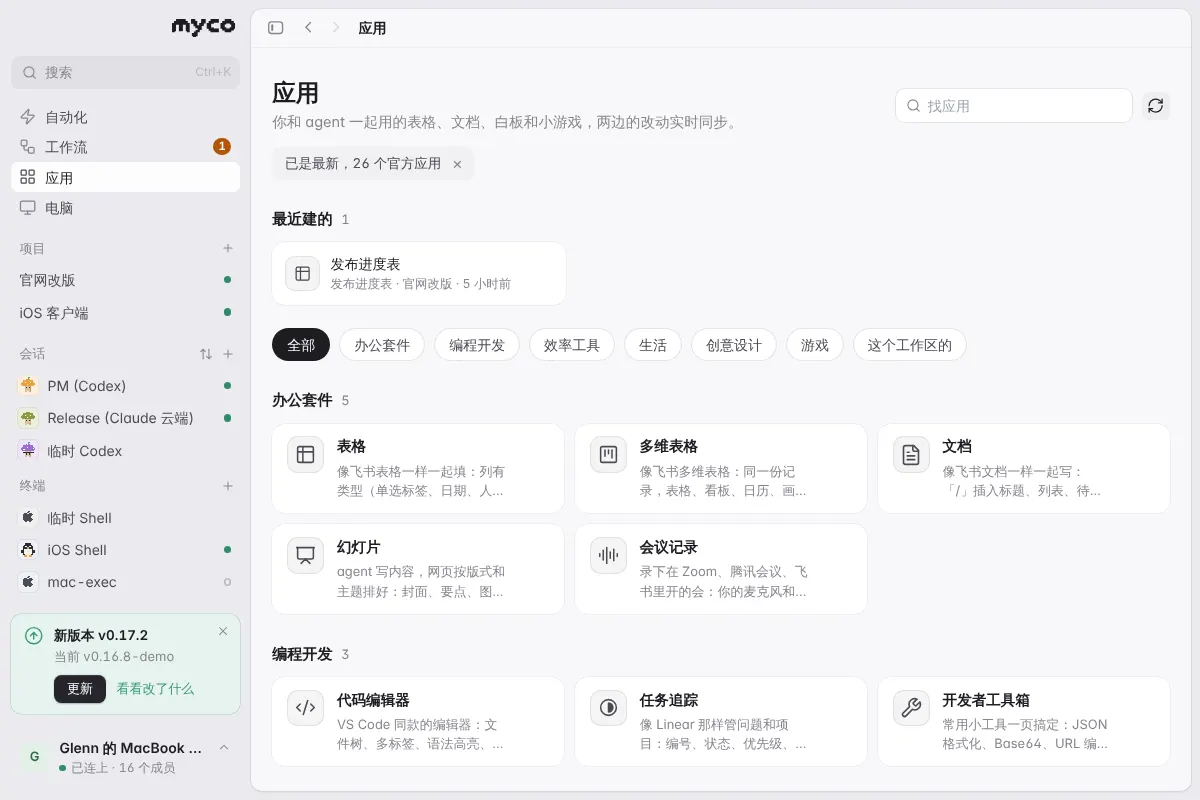 myco
搜索 Ctrl+K
自动化
工作流 1
应用
电脑
项目
官网改版
iOS 客户端
会话
PM (Codex)
Release (Claude 云端)
临时 Codex
终端
临时 Shell
iOS Shell
mac-exec
新版本 v0.17.2
当前 v0.16.8-demo
更新 看看改了什么
G
Glenn 的 MacBook ...
已连上 · 16 个成员
应用
应用
你和 agent 一起用的表格、文档、白板和小游戏，两边的改动实时同步。
找应用
已是最新，26 个官方应用
最近建的 1
发布进度表
发布进度表 · 官网改版 · 5 小时前
全部 办公套件 编程开发 效率工具 生活 创意设计 游戏 这个工作区的
办公套件 5
表格
像飞书表格一样一起填：列有
类型（单选标签、日期、人...
多维表格
像飞书多维表格：同一份记
录，表格、看板、日历、画...
文档
像飞书文档一样一起写：
「/」插入标题、列表、待...
幻灯片
agent 写内容，网页按版式和
主题排好：封面、要点、图...
会议记录
录下在 Zoom、腾讯会议、飞
书里开的会：你的麦克风和...
编程开发 3
代码编辑器
VS Code 同款的编辑器：文
件树、多标签、语法高亮、...
任务追踪
像 Linear 那样管问题和项
目：编号、状态、优先级、...
开发者工具箱
常用小工具一页搞定：JSON
格式化、Base64、URL 编...